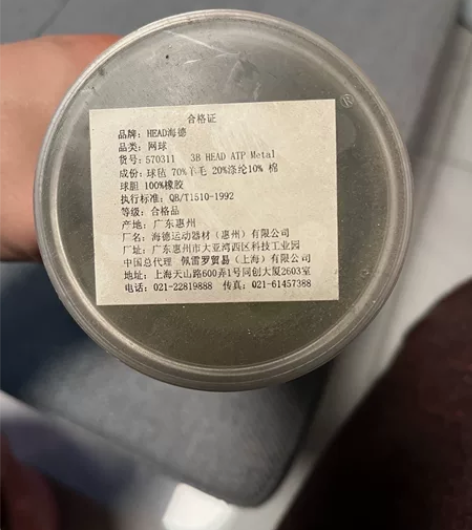 合格证
品牌：HEAD海德
品类：网球
货号：570311 3B HEAD ATP Metal
成份：球毡 70%羊毛 20%涤纶10% 棉
球胆 100%橡胶
执行标准：QB/T1510-1992
等级：合格品
产地：广东惠州
厂名：海德运动器材（惠州）有限公司
厂址：广东惠州市大亚湾西区科技工业园
中国总代理 佩雷罗贸易（上海）有限公司
地址：上海天山路600弄1号同创大厦2603室
电话：021-22819888 传真：021-61457388
®